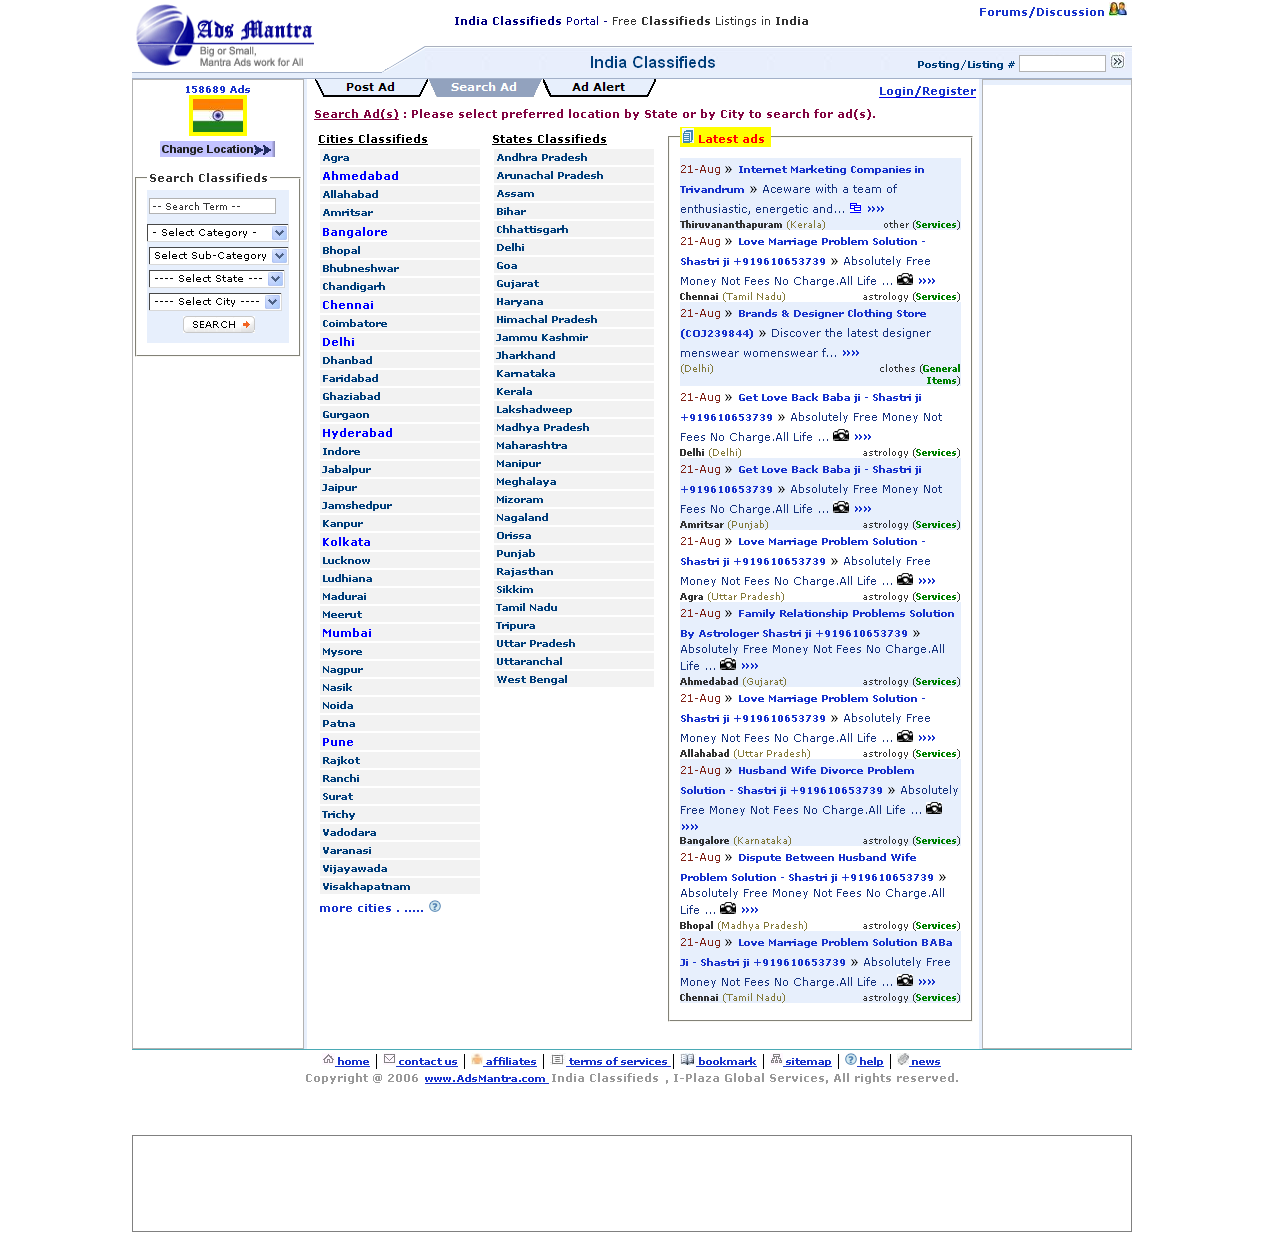 Ads Mantra
Big or Small,
Mantra Ads work for All
India Classifieds Portal - Free Classifieds Listings in India
Forums/Discussion
India Classifieds
Posting/Listing #
158689 Ads
Change Location
Search Classifieds
-- Search Term --
- Select Category -
Select Sub-Category
---- Select State ---
---- Select City ----
SEARCH
Post Ad
Search Ad
Ad Alert
Login/Register
Search Ad(s) : Please select preferred location by State or by City to search for ad(s).
Cities Classifieds
Agra
Ahmedabad
Allahabad
Amritsar
Bangalore
Bhopal
Bhubneshwar
Chandigarh
Chennai
Coimbatore
Delhi
Dhanbad
Faridabad
Ghaziabad
Gurgaon
Hyderabad
Indore
Jabalpur
Jaipur
Jamshedpur
Kanpur
Kolkata
Lucknow
Ludhiana
Madurai
Meerut
Mumbai
Mysore
Nagpur
Nasik
Noida
Patna
Pune
Rajkot
Ranchi
Surat
Trichy
Vadodara
Varanasi
Vijayawada
Visakhapatnam
more cities . .....
States Classifieds
Andhra Pradesh
Arunachal Pradesh
Assam
Bihar
Chhattisgarh
Delhi
Goa
Gujarat
Haryana
Himachal Pradesh
Jammu Kashmir
Jharkhand
Karnataka
Kerala
Lakshadweep
Madhya Pradesh
Maharashtra
Manipur
Meghalaya
Mizoram
Nagaland
Orissa
Punjab
Rajasthan
Sikkim
Tamil Nadu
Tripura
Uttar Pradesh
Uttaranchal
West Bengal
Latest ads
21-Aug » Internet Marketing Companies in
Trivandrum » Aceware with a team of
enthusiastic, energetic and... »»
Thiruvananthapuram (Kerala) other (Services)
21-Aug » Love Marriage Problem Solution -
Shastri ji +919610653739 » Absolutely Free
Money Not Fees No Charge.All Life ... »»
Chennai (Tamil Nadu) astrology (Services)
21-Aug » Brands & Designer Clothing Store
(COJ239844) » Discover the latest designer
menswear womenswear f... »»
(Delhi) clothes (General
Items)
21-Aug » Get Love Back Baba ji - Shastri ji
+919610653739 » Absolutely Free Money Not
Fees No Charge.All Life ... »»
Delhi (Delhi) astrology (Services)
21-Aug » Get Love Back Baba ji - Shastri ji
+919610653739 » Absolutely Free Money Not
Fees No Charge.All Life ... »»
Amritsar (Punjab) astrology (Services)
21-Aug » Love Marriage Problem Solution -
Shastri ji +919610653739 » Absolutely Free
Money Not Fees No Charge.All Life ... »»
Agra (Uttar Pradesh) astrology (Services)
21-Aug » Family Relationship Problems Solution
By Astrologer Shastri ji +919610653739 »
Absolutely Free Money Not Fees No Charge.All
Life ... »»
Ahmedabad (Gujarat) astrology (Services)
21-Aug » Love Marriage Problem Solution -
Shastri ji +919610653739 » Absolutely Free
Money Not Fees No Charge.All Life ... »»
Allahabad (Uttar Pradesh) astrology (Services)
21-Aug » Husband Wife Divorce Problem
Solution - Shastri ji +919610653739 » Absolutely
Free Money Not Fees No Charge.All Life ...
»»
Bangalore (Karnataka) astrology (Services)
21-Aug » Dispute Between Husband Wife
Problem Solution - Shastri ji +919610653739 »
Absolutely Free Money Not Fees No Charge.All
Life ... »»
Bhopal (Madhya Pradesh) astrology (Services)
21-Aug » Love Marriage Problem Solution BABa
Ji - Shastri ji +919610653739 » Absolutely Free
Money Not Fees No Charge.All Life ... »»
Chennai (Tamil Nadu) astrology (Services)
home | contact us | affiliates | terms of services | bookmark | sitemap | help | news
Copyright @ 2006 www.AdsMantra.com India Classifieds , I-Plaza Global Services, All rights reserved.